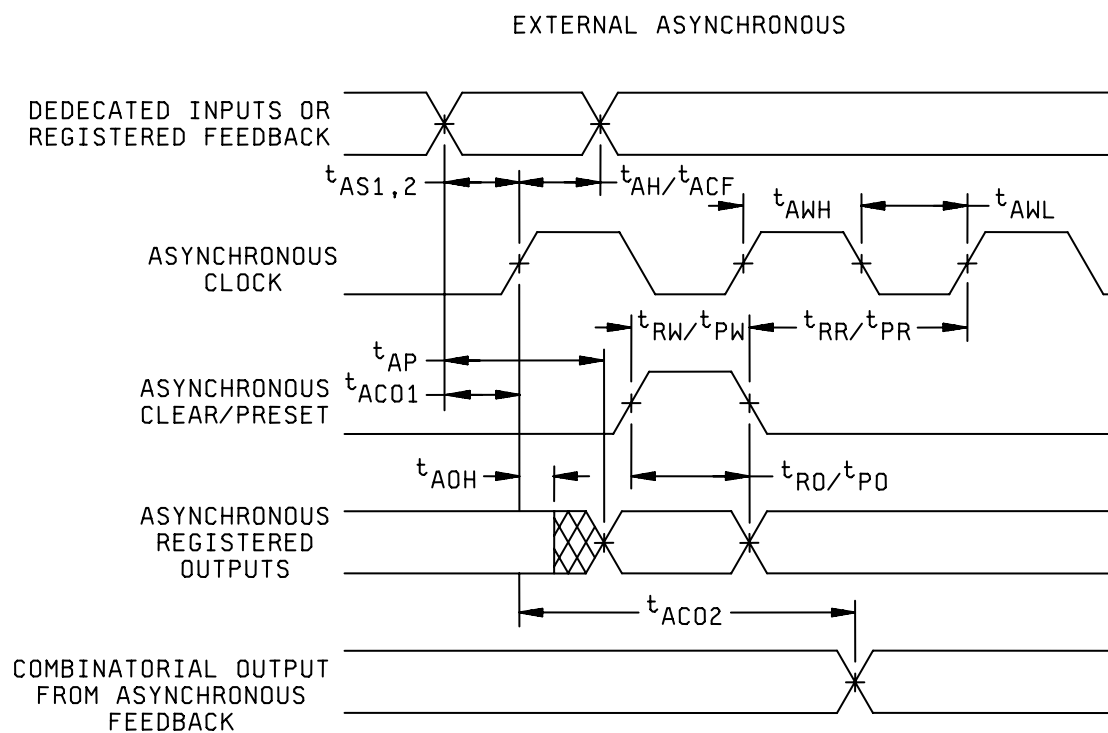 EXTERNAL ASYNCHRONOUS
DEDECATED INPUTS OR
REGISTERED FEEDBACK
tAS1,2
tAH/tACF
tAWH
tAWL
ASYNCHRONOUS
CLOCK
tRW/tPW
tRR/tPR
tAP
tACO1
ASYNCHRONOUS
CLEAR/PRESET
tAOH
tRO/tPO
ASYNCHRONOUS
REGISTERED
OUTPUTS
tACO2
COMBINATORIAL OUTPUT
FROM ASYNCHRONOUS
FEEDBACK